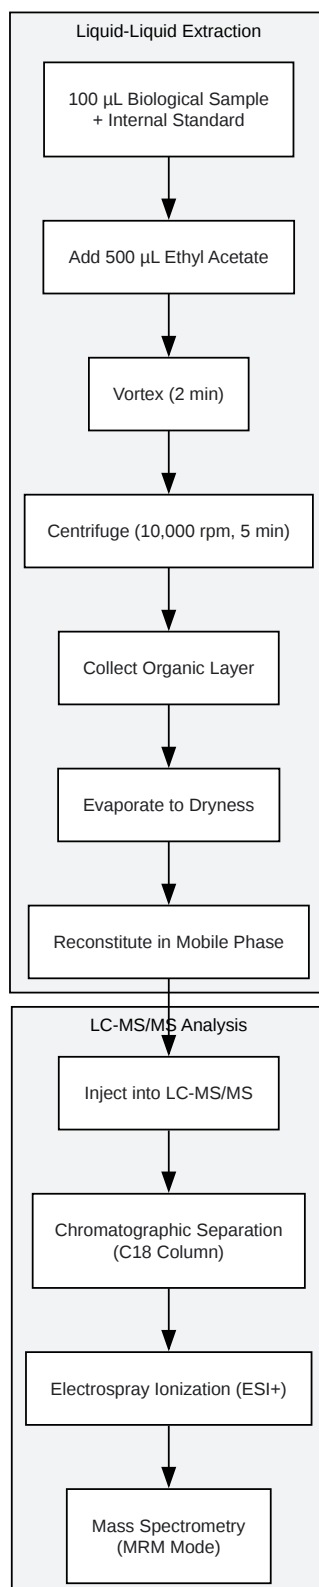 Liquid-Liquid Extraction
100 µL Biological Sample
+ Internal Standard
Add 500 µL Ethyl Acetate
Vortex (2 min)
Centrifuge (10,000 rpm, 5 min)
Collect Organic Layer
Evaporate to Dryness
Reconstitute in Mobile Phase
LC-MS/MS Analysis
Inject into LC-MS/MS
Chromatographic Separation
(C18 Column)
Electrospray Ionization (ESI+)
Mass Spectrometry
(MRM Mode)